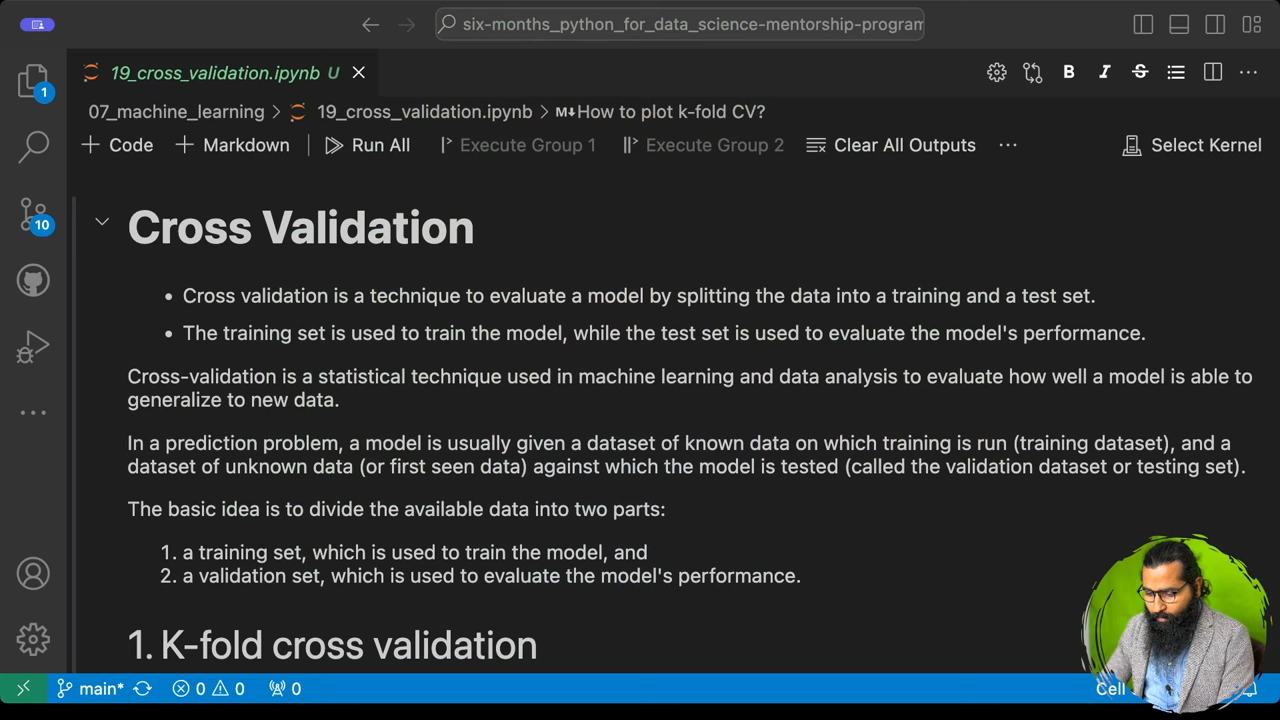 six-months_python_for_data_science-mentorship-program
19_cross_validation.ipynb U
07_machine_learning > 19_cross_validation.ipynb > M↓How to plot k-fold CV?
+ Code + Markdown Run All Execute Group 1 Execute Group 2 Clear All Outputs ... Select Kernel
1
10
Cross Validation
• Cross validation is a technique to evaluate a model by splitting the data into a training and a test set.
• The training set is used to train the model, while the test set is used to evaluate the model's performance.
Cross-validation is a statistical technique used in machine learning and data analysis to evaluate how well a model is able to
generalize to new data.
In a prediction problem, a model is usually given a dataset of known data on which training is run (training dataset), and a
dataset of unknown data (or first seen data) against which the model is tested (called the validation dataset or testing set).
The basic idea is to divide the available data into two parts:
1. a training set, which is used to train the model, and
2. a validation set, which is used to evaluate the model's performance.
1. K-fold cross validation
main* 0 0 0 Cell